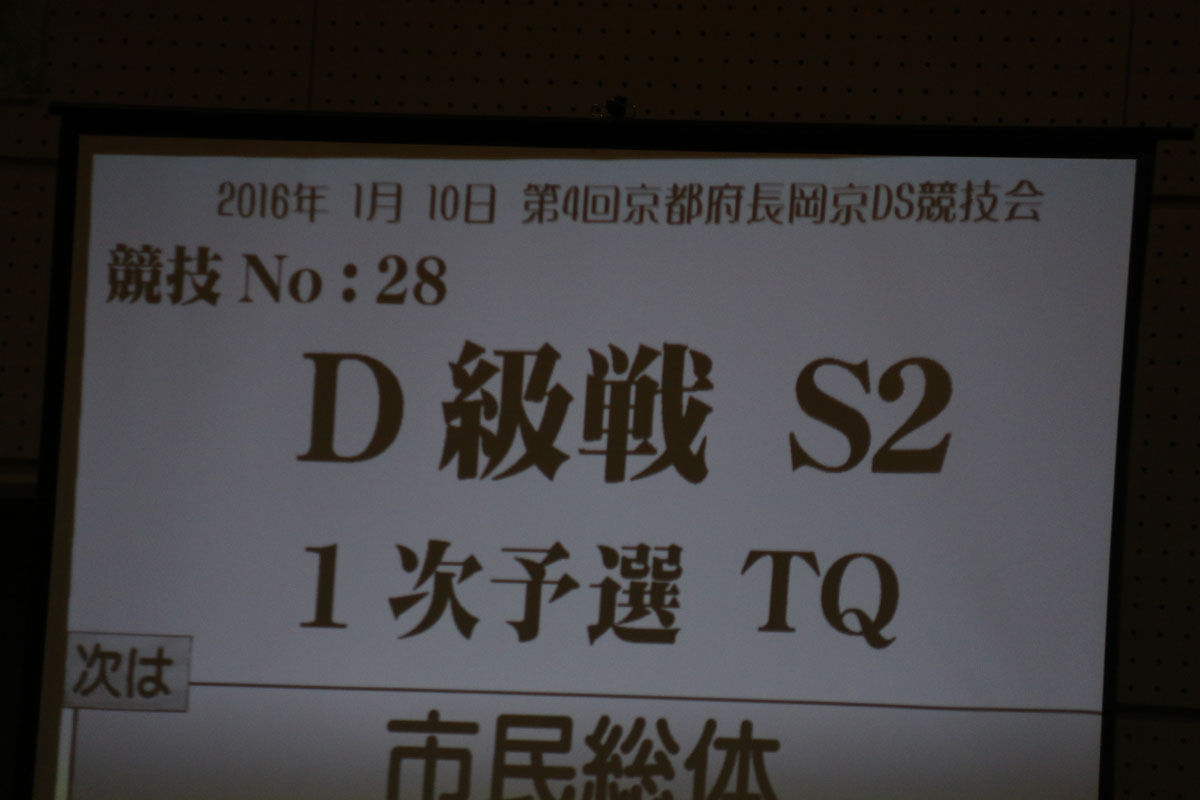 2016年 1月 10日 第4回京都府長岡京DS競技会
競技 No : 28
D 級戦 S2
1 次予選 TQ
次は
市民総体